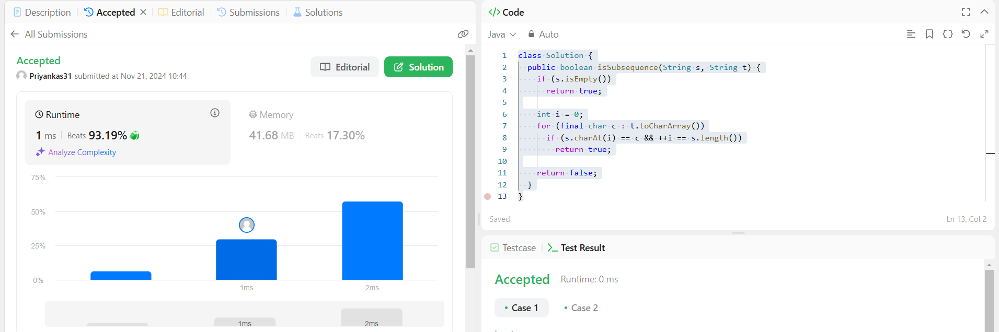 Description
Accepted
Editorial
Submissions
Solutions
All Submissions
Accepted
Priyankas31 submitted at Nov 21, 2024 10:44
Editorial
Solution
Runtime
1 ms
Beats 93.19%
Analyze Complexity
Memory
41.68 MB
Beats 17.30%
75%
50%
25%
0%
1ms
2ms
1ms
2ms
</> Code
Java
Auto
1 class Solution {
2 public boolean isSubsequence(String s, String t) {
3 if (s.isEmpty())
4 return true;
5
6 int i = 0;
7 for (final char c : t.toCharArray())
8 if (s.charAt(i) == c && ++i == s.length())
9 return true;
10
11 return false;
12 }
13 }
Saved
Ln 13, Col 2
Testcase
Test Result
Accepted
Runtime: 0 ms
• Case 1
• Case 2